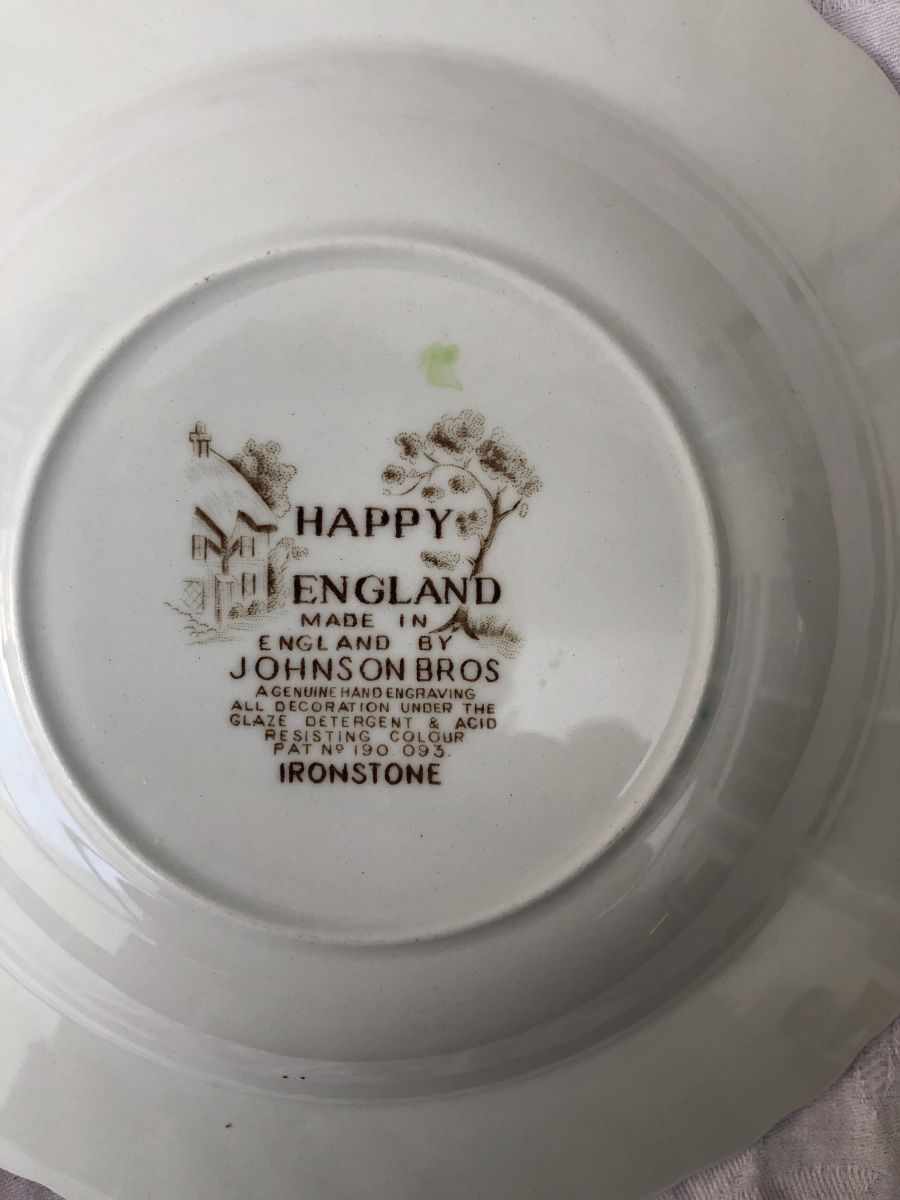 HAPPY
ENGLAND
MADE IN
ENGLAND BY
JOHNSON BROS
A GENUINE HAND ENGRAVING
ALL DECORATION UNDER THE
GLAZE DETERGENT & ACID
RESISTING COLOUR
PAT Nº 190 093.
IRONSTONE